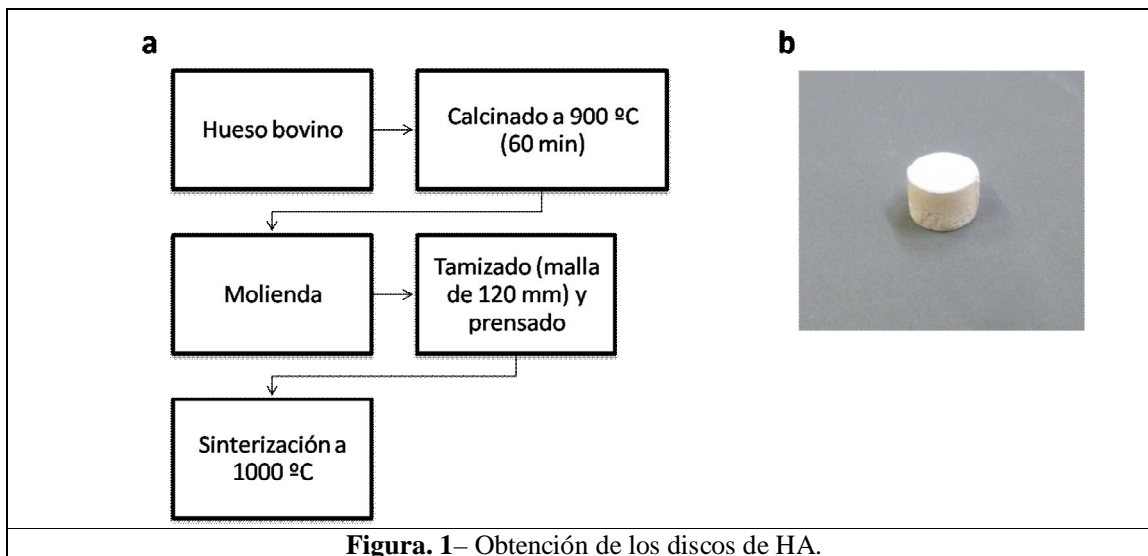 a
b
Hueso bovino
Calcinado a 900 ºC
(60 min)
Molienda
Tamizado (malla
de 120 mm) y
prensado
Sinterización a
1000 ºC
Figura. 1– Obtención de los discos de HA.